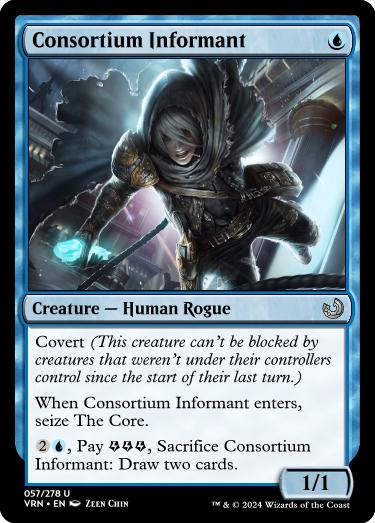 Consortium Informant
Creature — Human Rogue
Covert (This creature can't be blocked by
creatures that weren't under their controllers
control since the start of their last turn.)
When Consortium Informant enters,
seize The Core.
2, Pay , Sacrifice Consortium
Informant: Draw two cards.
1/1
057/278 U
VRN • EN Zeen Chin
™ & © 2024 Wizards of the Coast